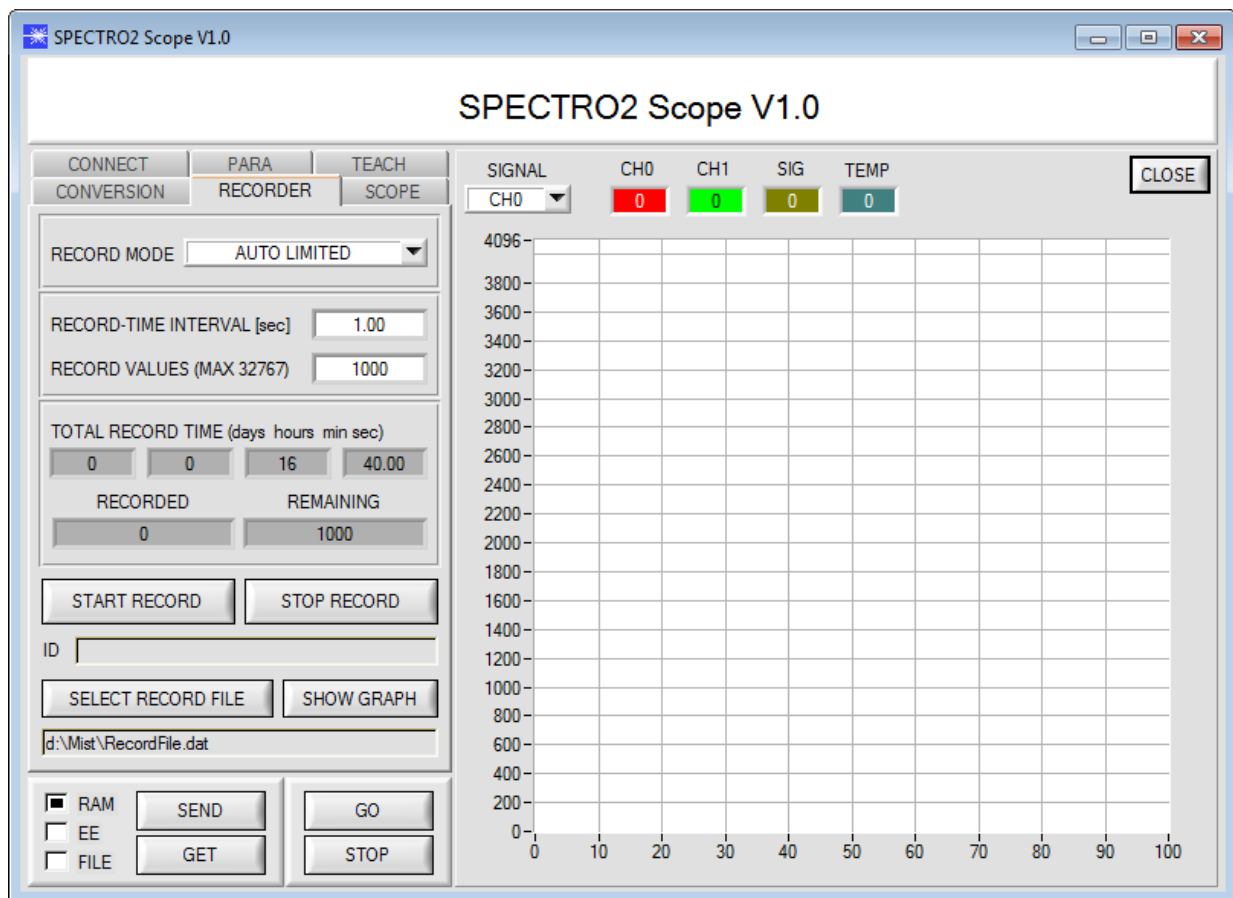 SPECTRO2 Scope V1.0
SPECTRO2 Scope V1.0
CONNECT PARA TEACH
CONVERSION RECORDER SCOPE
RECORD MODE AUTO LIMITED
RECORD-TIME INTERVAL [sec] 1.00
RECORD VALUES (MAX 32767) 1000
TOTAL RECORD TIME (days hours min sec)
0 0 16 40.00
RECORDED REMAINING
0 1000
START RECORD STOP RECORD
ID
SELECT RECORD FILE SHOW GRAPH
d:\Mist\RecordFile.dat
RAM SEND GO
EE
FILE GET STOP
SIGNAL CH0 CH1 SIG TEMP CLOSE
CH0 0 0 0 0
4096
3800
3600
3400
3200
3000
2800
2600
2400
2200
2000
1800
1600
1400
1200
1000
800
600
400
200
0
0 10 20 30 40 50 60 70 80 90 100